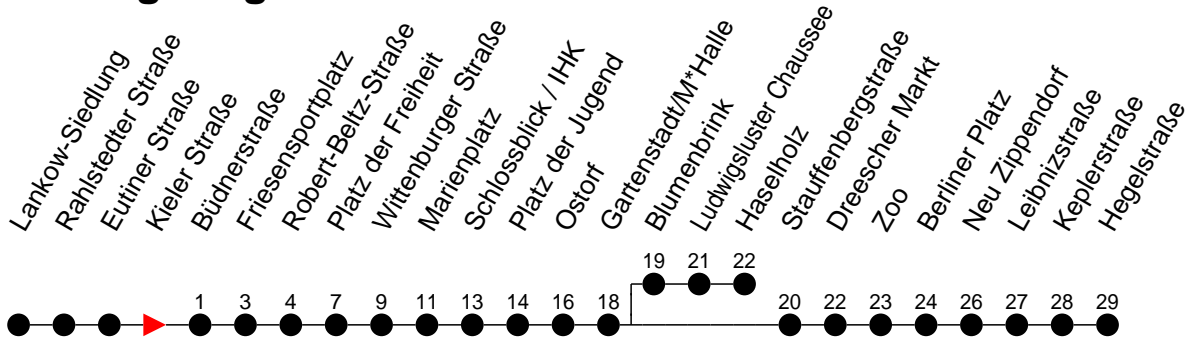 Lankow-Siedlung
Rahlstedter Straße
Eutiner Straße
Kieler Straße
Büdnerstraße
Friesensportplatz
Robert-Beltz-Straße
Platz der Freiheit
Wittenburger Straße
Marienplatz
Schlossblick / IHK
Platz der Jugend
Ostorf
Gartenstadt/M*Halle
Blumenbrink
Ludwigsluster Chaussee
Haselholz
Stauffenbergstraße
Dreescher Markt
Zoo
Berliner Platz
Neu Zippendorf
Leibnizstraße
Keplerstraße
Hegelstraße
19 21 22
1 3 4 7 9 11 13 14 16 18 20 22 23 24 26 27 28 29